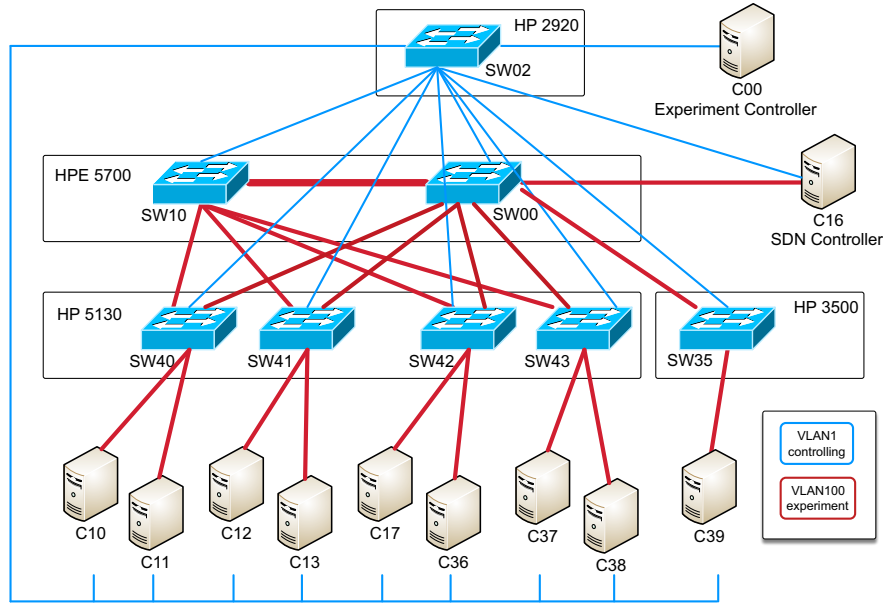 HP 2920
SW02
C00
Experiment Controller
HPE 5700
SW10
SW00
C16
SDN Controller
HP 5130
HP 3500
SW40
SW41
SW42
SW43
SW35
VLAN1
controlling
VLAN100
experiment
C10
C12
C17
C37
C39
C11
C13
C36
C38